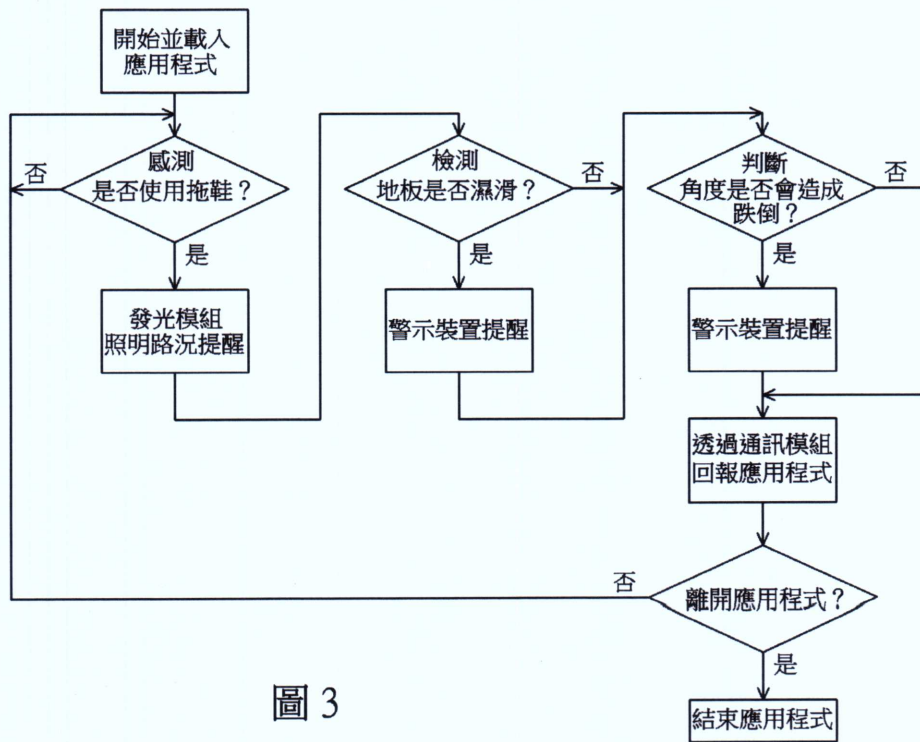 開始並載入
應用程式
感測
是否使用拖鞋？
否
是
發光模組
照明路況提醒
檢測
地板是否濕滑？
否
是
警示裝置提醒
判斷
角度是否會造成
跌倒？
否
是
警示裝置提醒
透過通訊模組
回報應用程式
離開應用程式？
否
是
結束應用程式
圖3